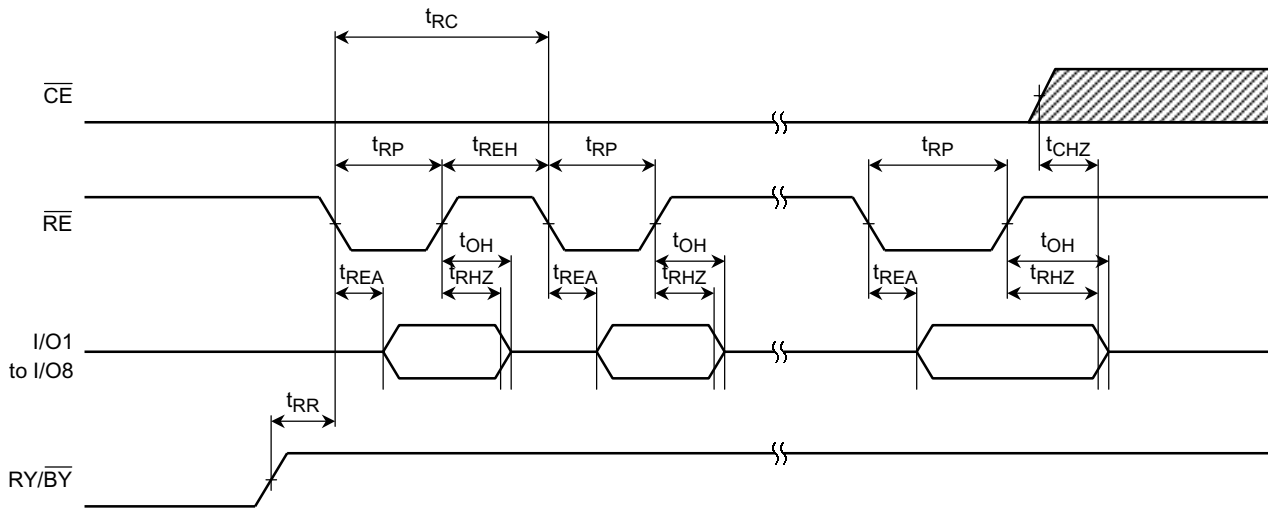 tRC
CE
tRP tREH tRP tRP tCHZ
RE
tOH tOH tOH
tREA tRHZ tREA tRHZ tREA tRHZ
I/O1
to I/O8
tRR
RY/BY